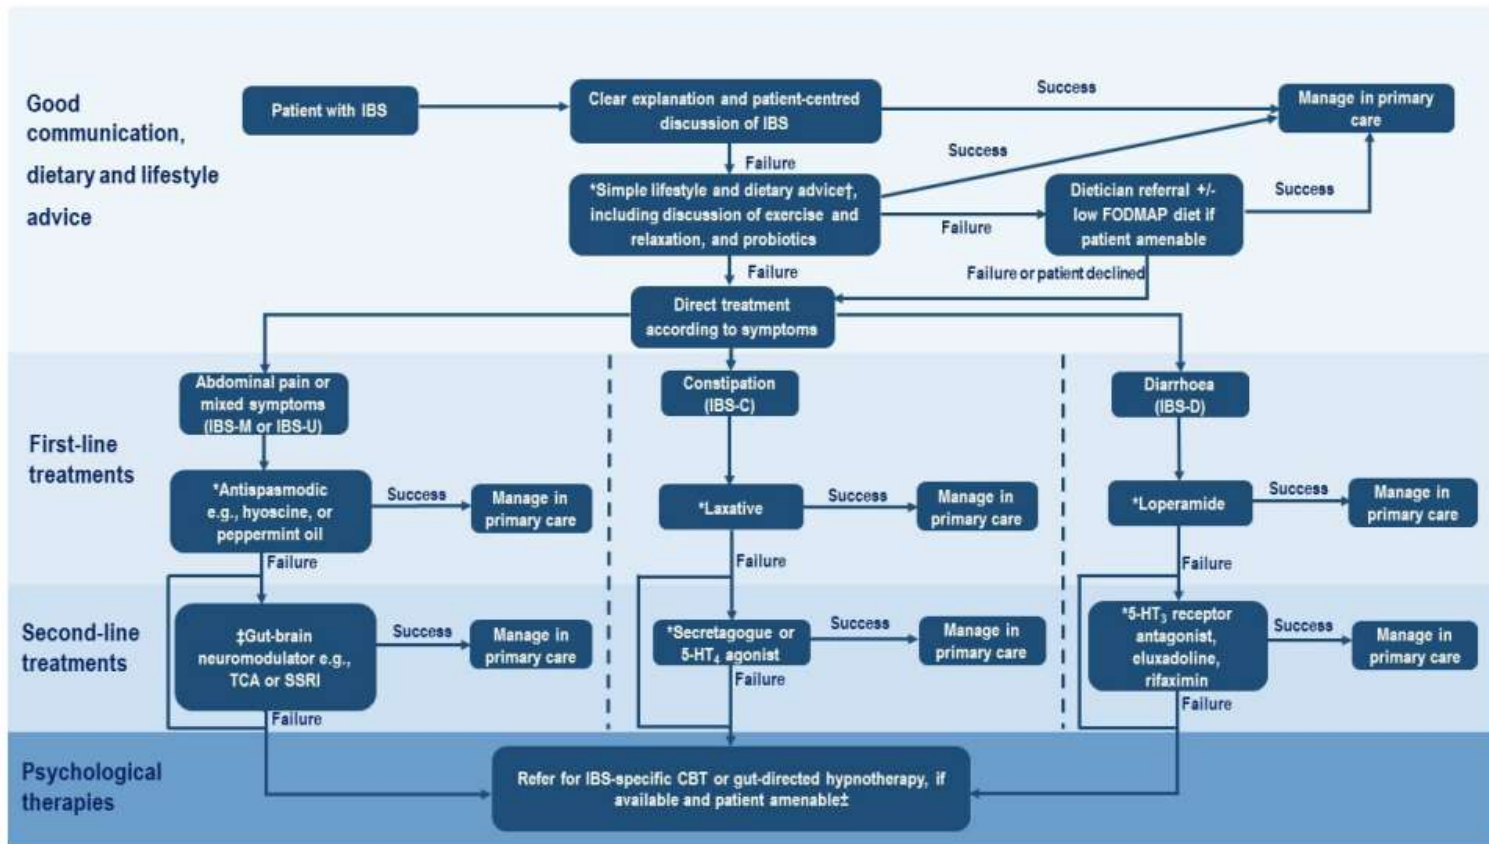 Good
communication,
dietary and lifestyle
advice
Patient with IBS
Clear explanation and patient-centred
discussion of IBS
Success
Manage in primary
care
Failure
Success
*Simple lifestyle and dietary advice†,
including discussion of exercise and
relaxation, and probiotics
Failure
Dietician referral +/-
low FODMAP diet if
patient amenable
Success
Failure
Failure or patient declined
Direct treatment
according to symptoms
First-line
treatments
Abdominal pain or
mixed symptoms
(IBS-M or IBS-U)
*Antispasmodic
e.g., hyoscine, or
peppermint oil
Success
Manage in
primary care
Failure
Constipation
(IBS-C)
*Laxative
Success
Manage in
primary care
Failure
Diarrhoea
(IBS-D)
*Loperamide
Success
Manage in
primary care
Failure
Second-line
treatments
‡Gut-brain
neuromodulator e.g.,
TCA or SSRI
Success
Manage in
primary care
Failure
*Secretagogue or
5-HT₄ agonist
Success
Manage in
primary care
Failure
*5-HT₃ receptor
antagonist,
eluxadoline,
rifaximin
Success
Manage in
primary care
Failure
Psychological
therapies
Refer for IBS-specific CBT or gut-directed hypnotherapy, if
available and patient amenable‡